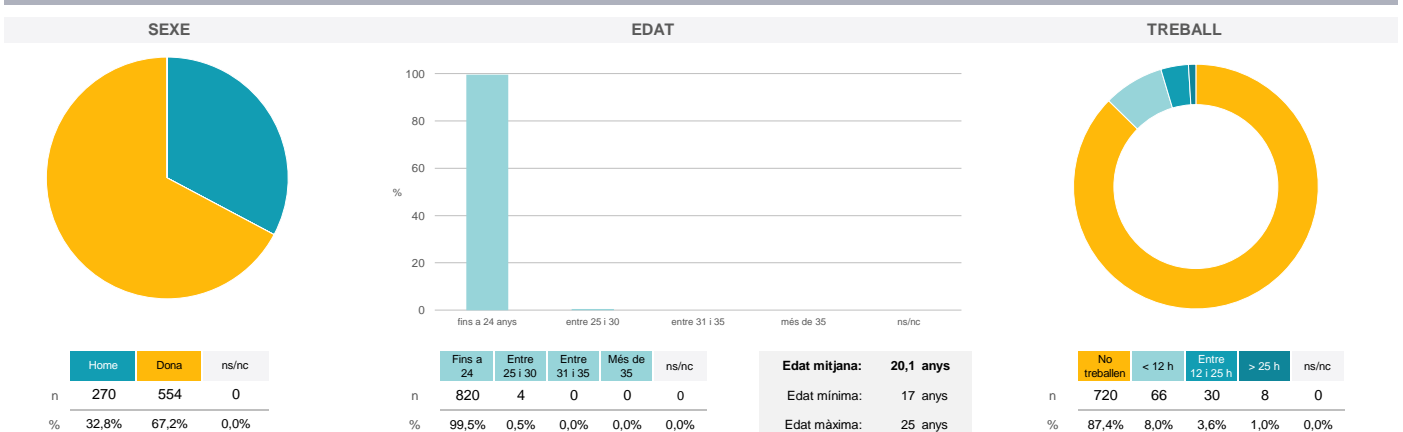 SEXE
EDAT
TREBALL
100
80
60
%
40
20
0
fins a 24 anys entre 25 i 30 entre 31 i 35 més de 35 ns/nc
Home Dona ns/nc
n 270 554 0
% 32,8% 67,2% 0,0%
Fins a 24 Entre 25 i 30 Entre 31 i 35 Més de 35 ns/nc
n 820 4 0 0 0
% 99,5% 0,5% 0,0% 0,0% 0,0%
Edat mitjana: 20,1 anys
Edat mínima: 17 anys
Edat màxima: 25 anys
No treballen < 12 h Entre 12 i 25 h > 25 h ns/nc
n 720 66 30 8 0
% 87,4% 8,0% 3,6% 1,0% 0,0%